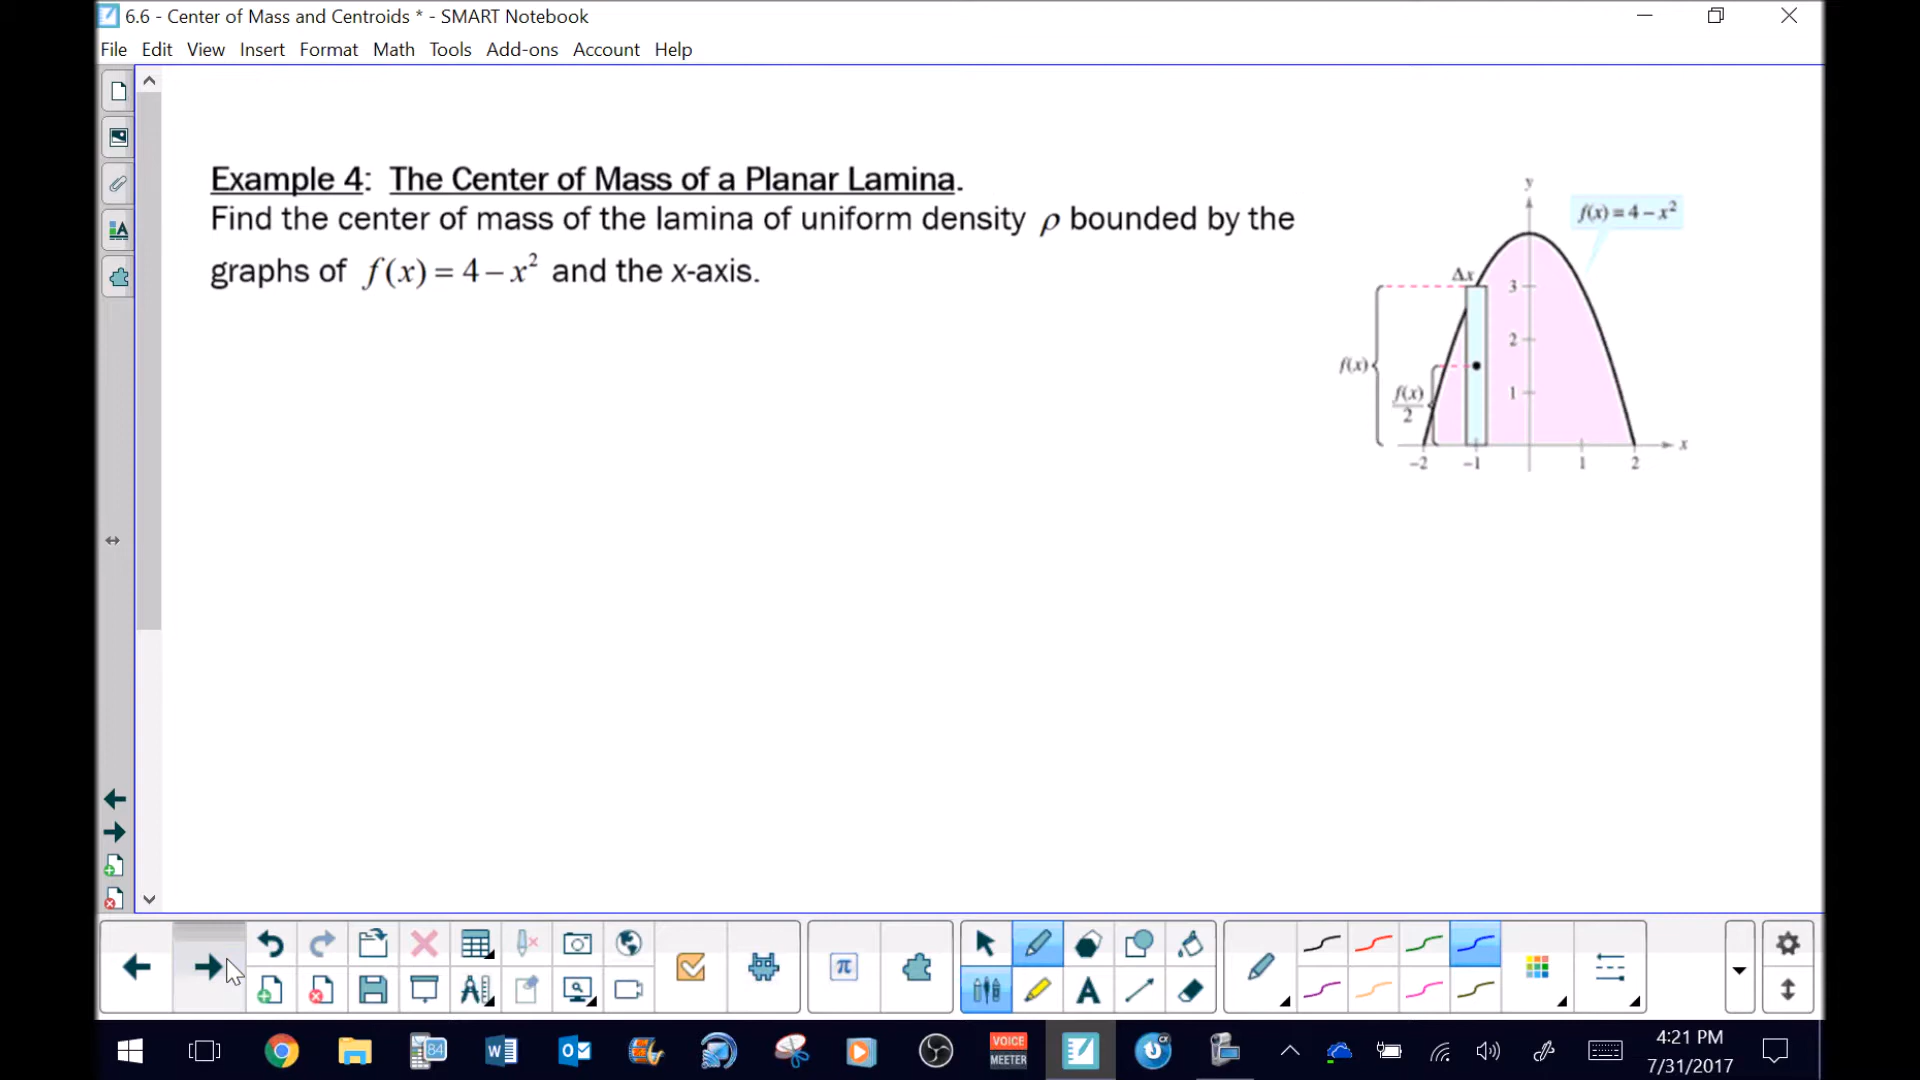 6.6 - Center of Mass and Centroids * - SMART Notebook
File Edit View Insert Format Math Tools Add-ons Account Help
Example 4: The Center of Mass of a Planar Lamina.
Find the center of mass of the lamina of uniform density ρ bounded by the
graphs of f(x) = 4 – x² and the x-axis.
y
f(x) = 4 – x²
Δx
3
2
f(x)
f(x)
2
1
x
-2 -1 1 2
π
A
84
VOICE
MEETER
4:21 PM
7/31/2017